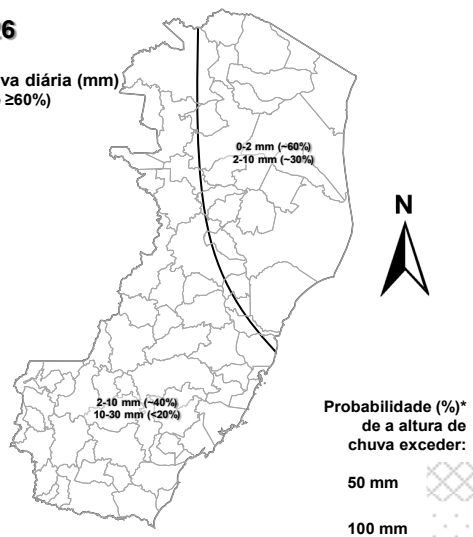 6
va diária (mm)
≥60%)
0-2 mm (~60%)
2-10 mm (~30%)
N
2-10 mm (~40%)
10-30 mm (<20%)
Probabilidade (%)*
de a altura de
chuva exceder:
50 mm
100 mm